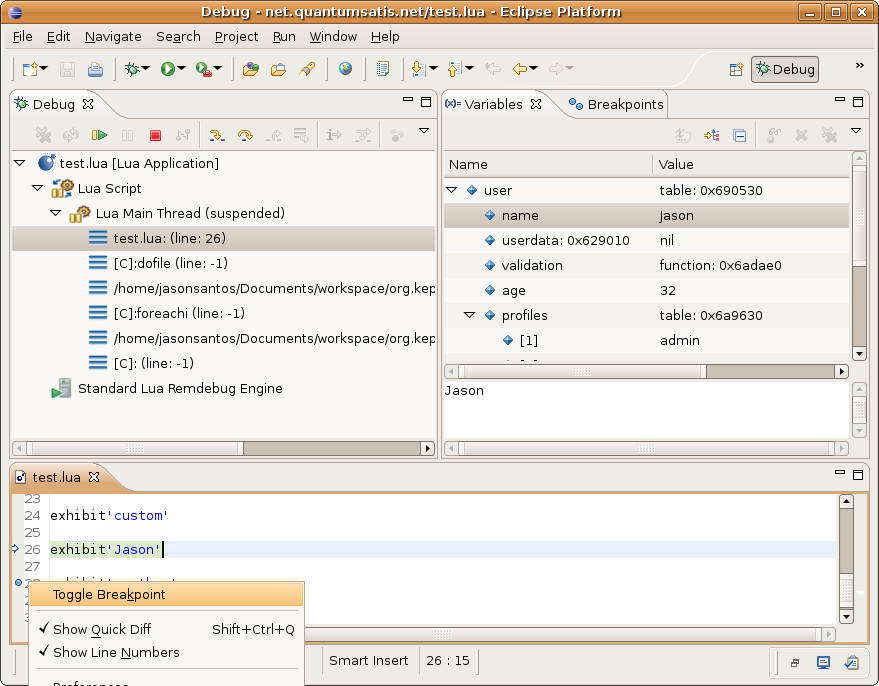 Debug - net.quantumsatis.net/test.lua - Eclipse Platform
File Edit Navigate Search Project Run Window Help
Debug »
Debug
test.lua [Lua Application]
Lua Script
Lua Main Thread (suspended)
test.lua: (line: 26)
[C]:dofile (line: -1)
/home/jasonsantos/Documents/workspace/org.kep
[C]:foreachi (line: -1)
/home/jasonsantos/Documents/workspace/org.kep
[C]: (line: -1)
Standard Lua Remdebug Engine
(x)= Variables Breakpoints
Name Value
user table: 0x690530
name Jason
userdata: 0x629010 nil
validation function: 0x6adae0
age 32
profiles table: 0x6a9630
[1] admin
Jason
test.lua
23
24 exhibit'custom'
25
26 exhibit'Jason'
27
Toggle Breakpoint
✓ Show Quick Diff Shift+Ctrl+Q
✓ Show Line Numbers
Preferences
Smart Insert 26 : 15